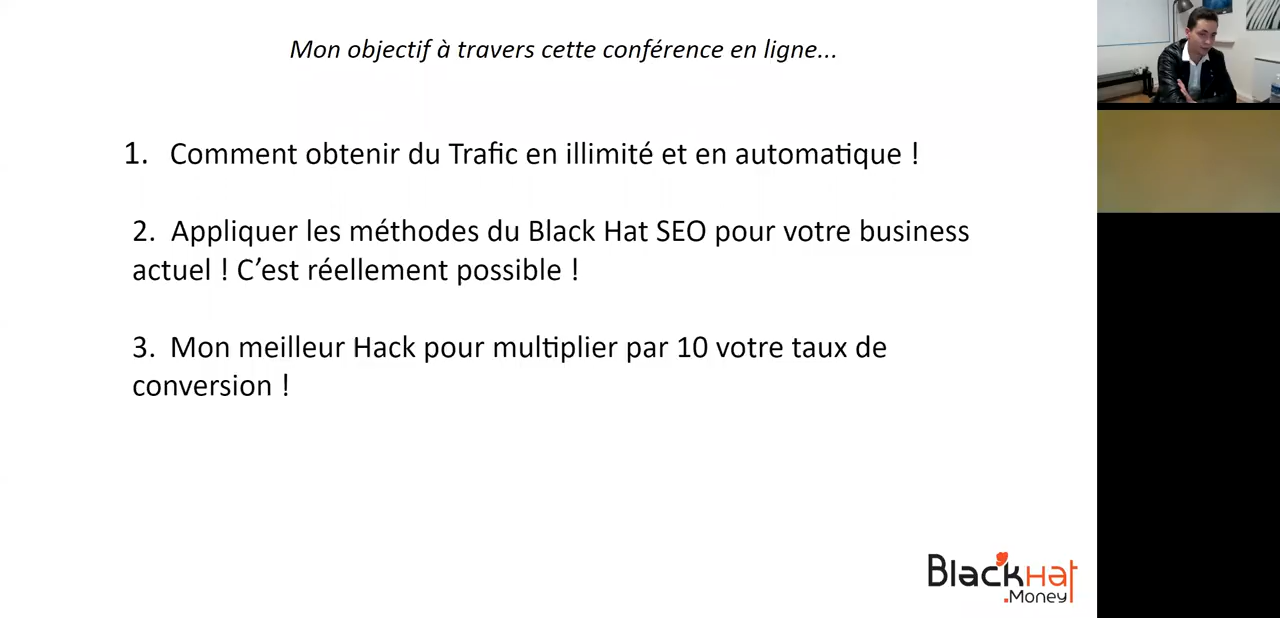 Mon objectif à travers cette conférence en ligne...
1. Comment obtenir du Trafic en illimité et en automatique !
2. Appliquer les méthodes du Black Hat SEO pour votre business
actuel ! C’est réellement possible !
3. Mon meilleur Hack pour multiplier par 10 votre taux de
conversion !
BlackHat
.Money